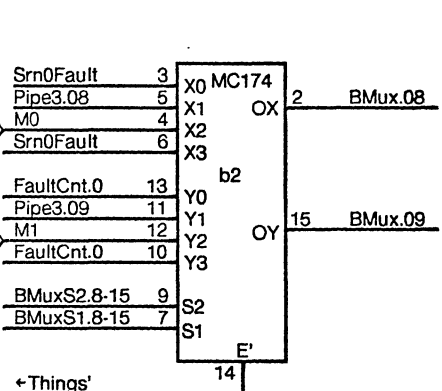 Srn0Fault 3 X0 MC174
Pipe3.08 5 X1 OX 2 BMux.08
M0 4 X2
Srn0Fault 6 X3
b2
FaultCnt.0 13 Y0
Pipe3.09 11 Y1
M1 12 Y2 OY 15 BMux.09
FaultCnt.0 10 Y3
BMuxS2.8-15 9 S2
BMuxS1.8-15 7 S1
E'
14
←Things'